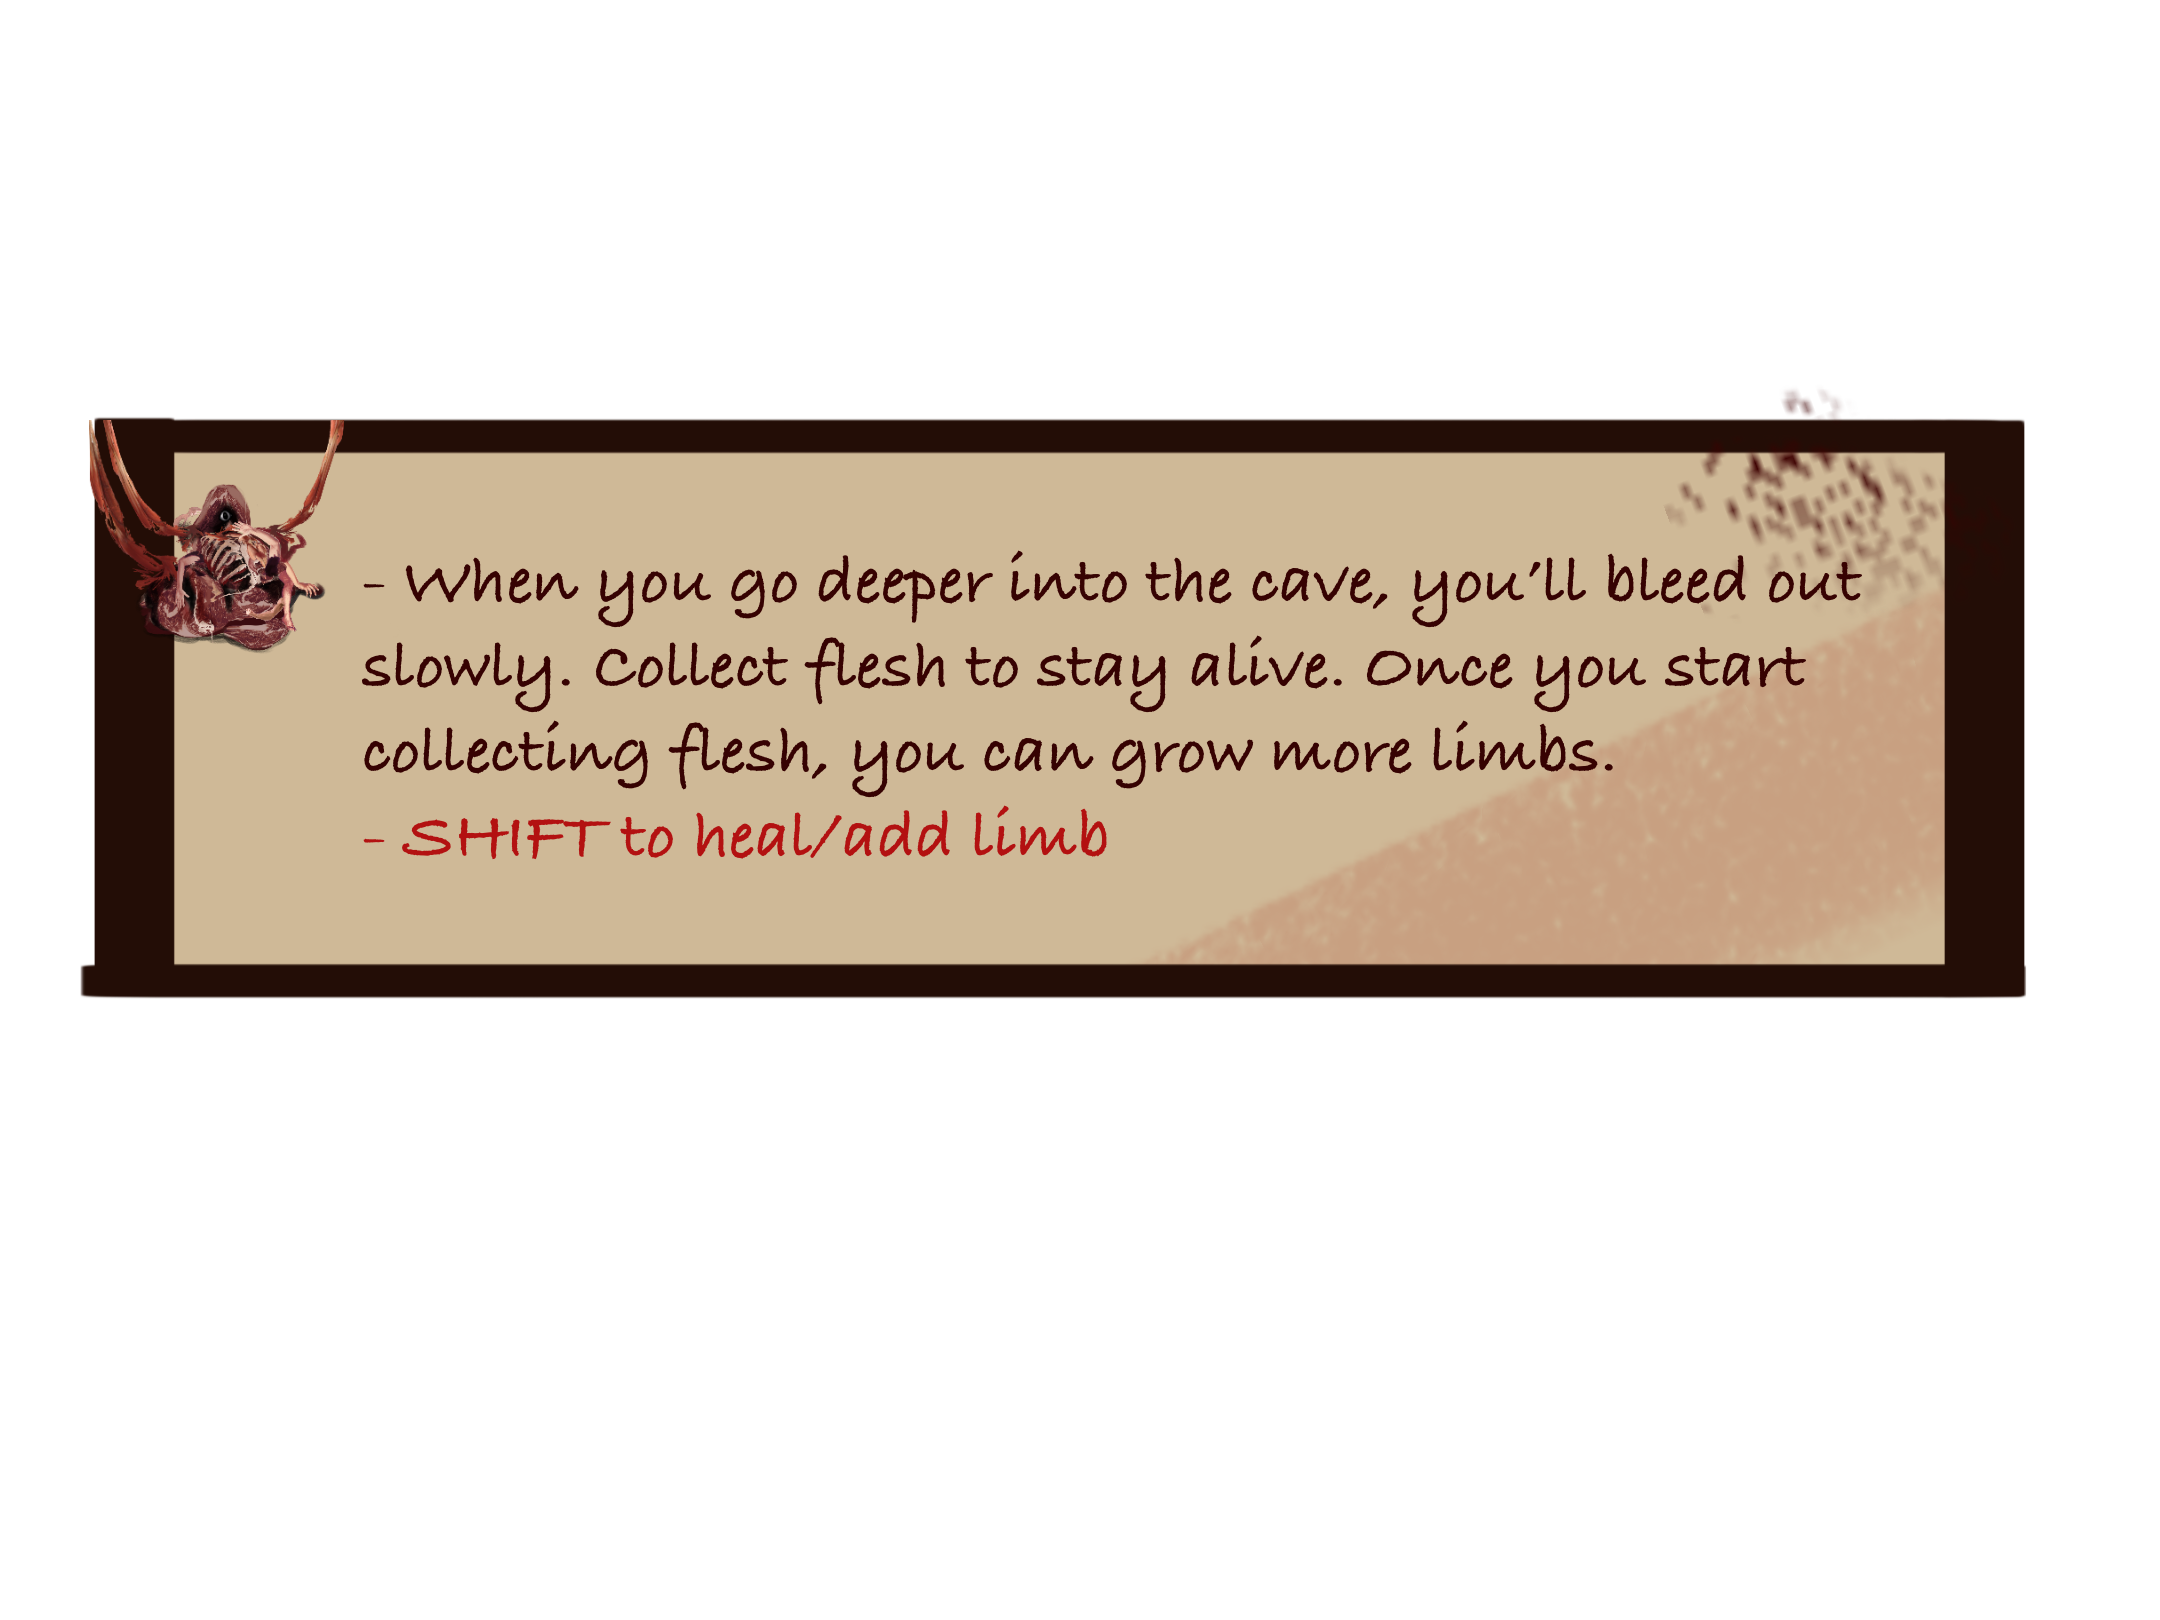 - When you go deeper into the cave, you’ll bleed out
slowly. Collect flesh to stay alive. Once you start
collecting flesh, you can grow more limbs.
- SHIFT to heal/add limb